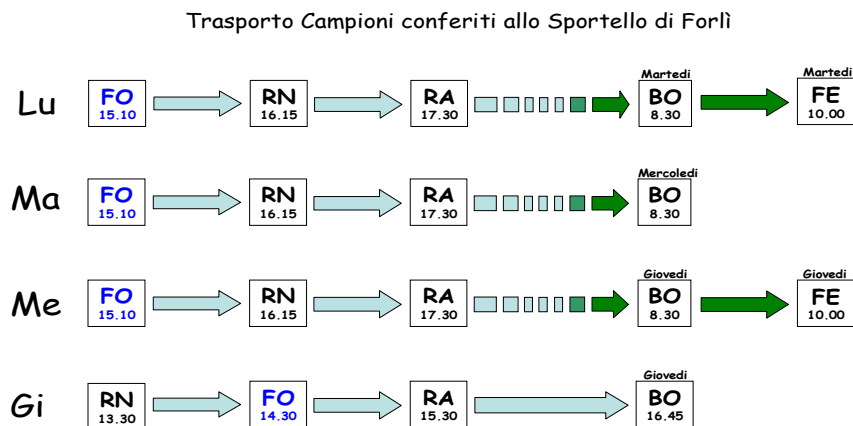 Trasporto Campioni conferiti allo Sportello di Forlì
Martedi Martedi
Lu FO RN RA BO FE
15.10 16.15 17.30 8.30 10.00
Mercoledi
Ma FO RN RA BO
15.10 16.15 17.30 8.30
Giovedi Giovedi
Me FO RN RA BO FE
15.10 16.15 17.30 8.30 10.00
Giovedi
Gi RN FO RA BO
13.30 14.30 15.30 16.45